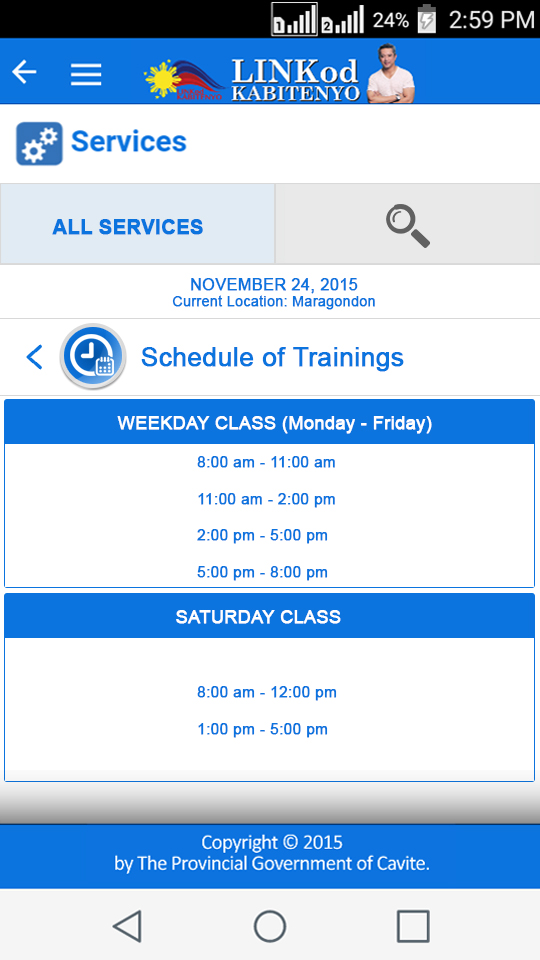 1 2 24% 2:59 PM
LINKod
KABITENYO
Services
ALL SERVICES
NOVEMBER 24, 2015
Current Location: Maragondon
Schedule of Trainings
WEEKDAY CLASS (Monday - Friday)
8:00 am - 11:00 am
11:00 am - 2:00 pm
2:00 pm - 5:00 pm
5:00 pm - 8:00 pm
SATURDAY CLASS
8:00 am - 12:00 pm
1:00 pm - 5:00 pm
Copyright © 2015
by The Provincial Government of Cavite.